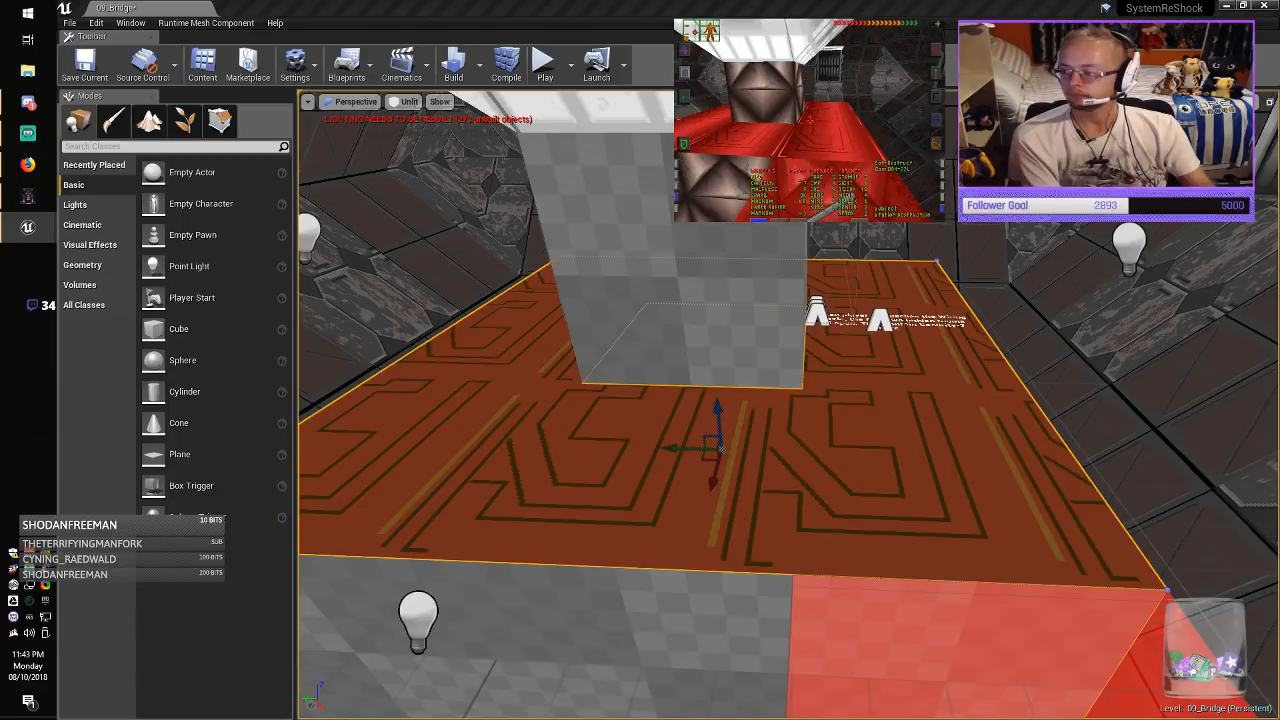 09_Bridge*
SystemReShock
File
Edit
Window
Runtime Mesh Component
Help
Toolbar
Save Current
Source Control
Content
Marketplace
Settings
Blueprints
Cinematics
Build
Compile
Play
Launch
Modes
Search Classes
Recently Placed
Basic
Lights
Cinematic
Visual Effects
Geometry
Volumes
All Classes
Empty Actor
Empty Character
Empty Pawn
Point Light
Player Start
Cube
Sphere
Cylinder
Cone
Plane
Box Trigger
Perspective
Unlit
Show
LIGHTING NEEDS TO BE REBUILT (273 unbuilt objects)
Follower Goal
2893
5000
34
SHODANFREEMAN 10 BITS
THETERRIFYINGMANFORK SUB
CYNING_RAEDWALD 100 BITS
SHODANFREEMAN 200 BITS
11:43 PM
Monday
08/10/2018
Level: 09_Bridge (Persistent)